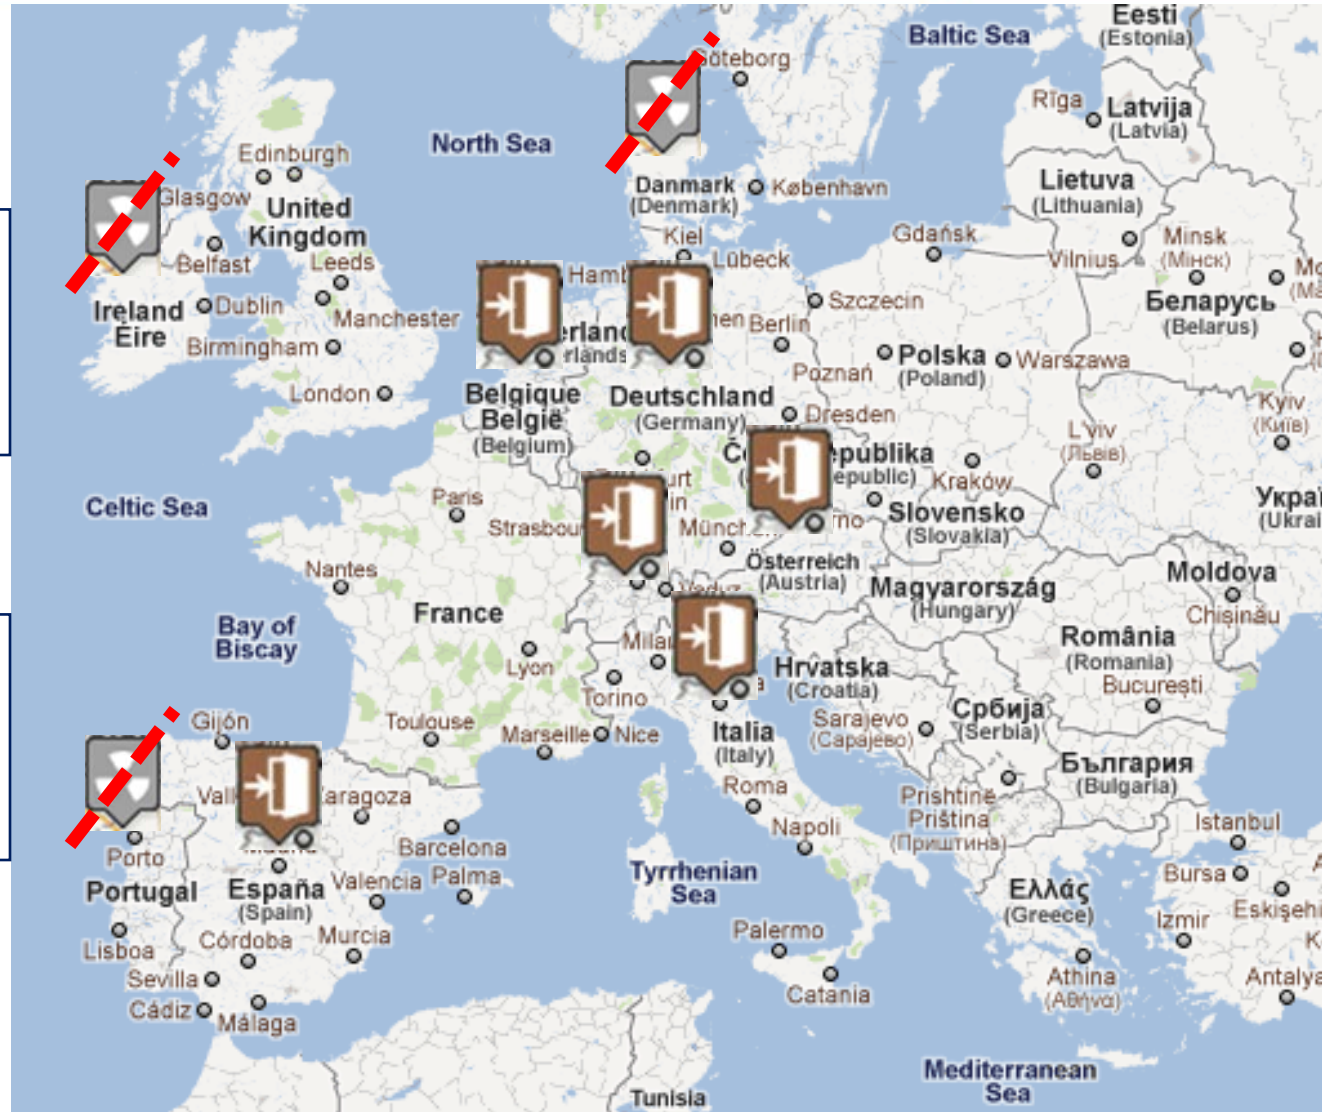 Eesti
(Estonia)
Baltic Sea
Göteborg
Rīga
Latvija
(Latvia)
North Sea
Edinburgh
Glasgow
United
Kingdom
Danmark
(Denmark)
København
Lietuva
(Lithuania)
Kiel
Lübeck
Gdańsk
Vilnius
Minsk
(Мінск)
Belfast
Leeds
Ireland
Éire
Dublin
Manchester
Birmingham
Szczecin
Беларусь
(Belarus)
Berlin
Polska
(Poland)
Warszawa
Poznań
London
Belgique
België
(Belgium)
Deutschland
(Germany)
Dresden
Kyiv
(Київ)
L'viv
(Львів)
Celtic Sea
Paris
Kraków
Slovensko
(Slovakia)
Österreich
(Austria)
Nantes
France
Magyarország
(Hungary)
Moldova
Chișinău
Bay of
Biscay
Lyon
Torino
Hrvatska
(Croatia)
România
(Romania)
București
Gijón
Toulouse
Marseille
Nice
Italia
(Italy)
Sarajevo
(Сарајево)
Србија
(Serbia)
България
(Bulgaria)
Roma
Napoli
Prishtinë
Priština
(Приштина)
Istanbul
Bursa
Porto
Barcelona
Portugal
España
(Spain)
Valencia
Palma
Tyrrhenian
Sea
Ελλάς
(Greece)
Izmir
Lisboa
Córdoba
Murcia
Palermo
Sevilla
Catania
Athina
(Αθήνα)
Antalya
Cádiz
Málaga
Mediterranean
Sea
Tunisia